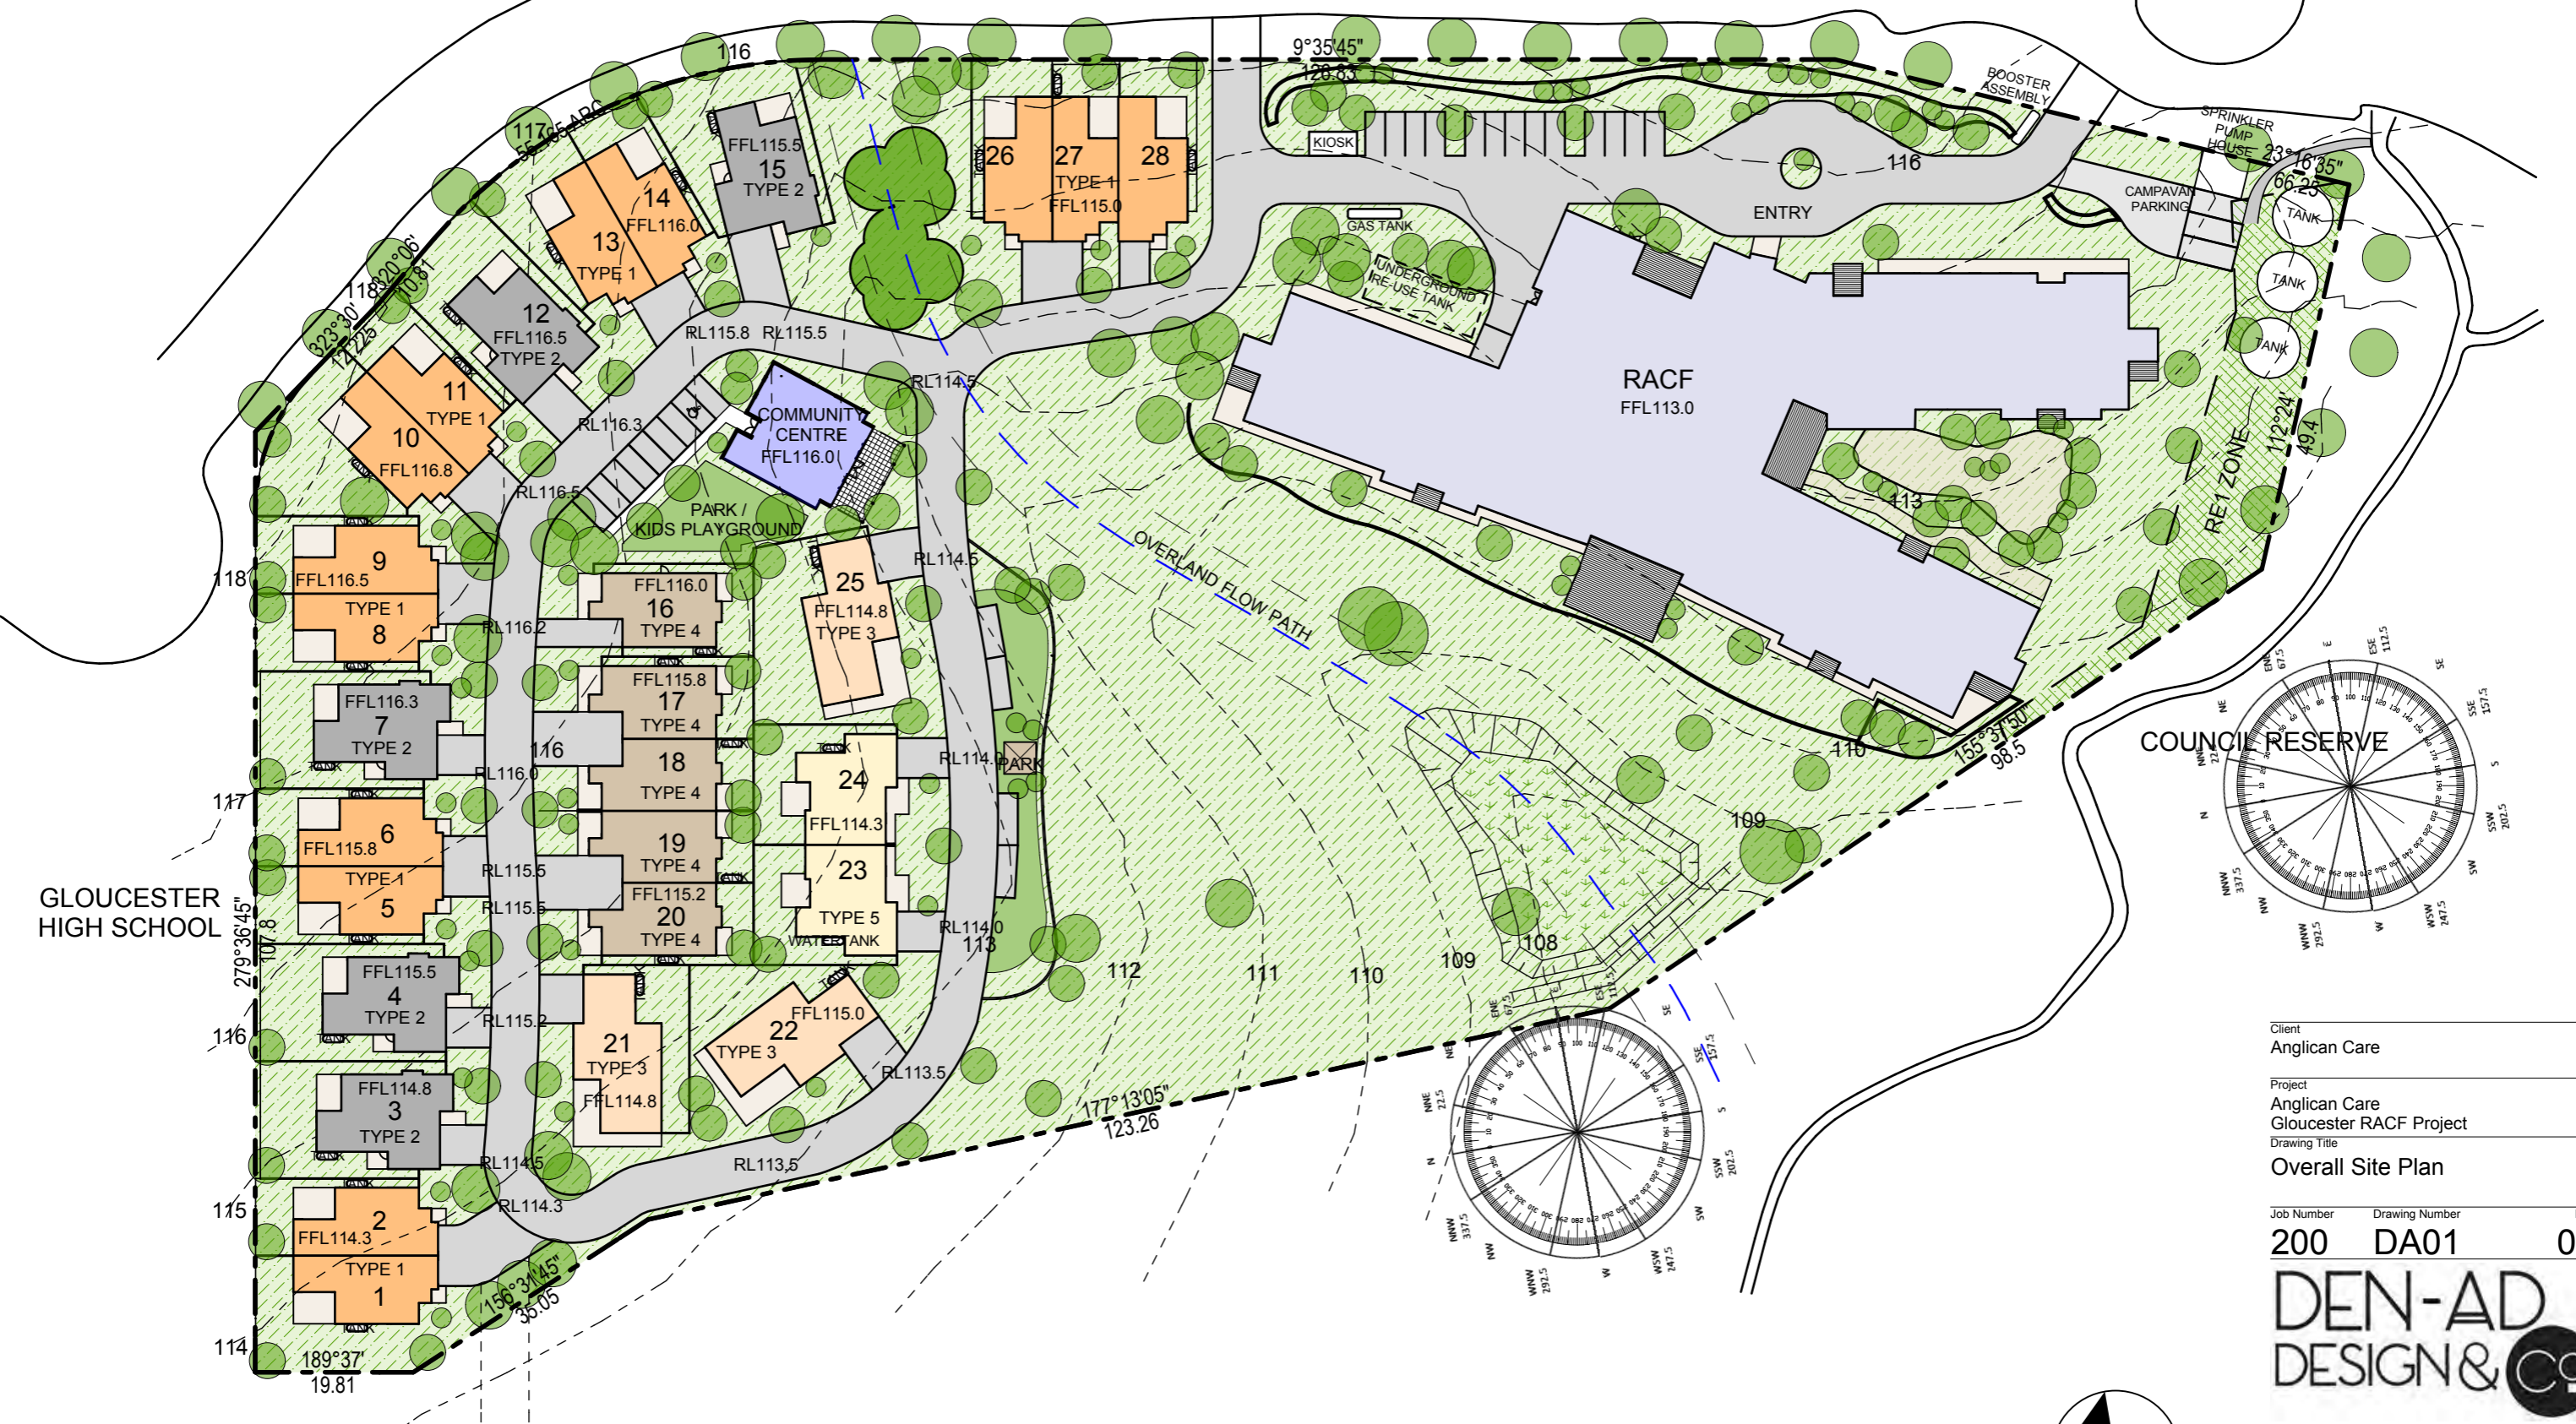 116
9°35'45"
126.83
BOOSTER
ASSEMBLY
SPRINKLER
PUMP
HOUSE
23°16'35"
66.25
117
ARC
KIOSK
116
CAMPAVAN
PARKING
TANK
TANK
TANK
ENTRY
GAS TANK
UNDERGROUND
RE-USE TANK
FFL115.5
15
TYPE 2
26
27
28
TYPE 1
FFL115.0
14
FFL116.0
13
TYPE 1
320°06'
10.81
118
323°30'
12.225
12
FFL116.5
TYPE 2
RL115.8
RL115.5
RL114.5
11
TYPE 1
10
FFL116.8
RL116.3
COMMUNITY
CENTRE
FFL116.0
RACF
FFL113.0
112°24'
49.4
RE1 ZONE
113
RL116.5
PARK /
KIDS PLAYGROUND
OVERLAND FLOW PATH
118
9
FFL116.5
TYPE 1
8
RL116.2
FFL116.0
16
TYPE 4
25
FFL114.8
TYPE 3
RL114.5
FFL116.3
7
TYPE 2
116
RL116.0
FFL115.8
17
TYPE 4
18
TYPE 4
TANK
24
FFL114.3
PARK
110
155°37'50"
98.5
COUNCIL RESERVE
117
6
FFL115.8
TYPE 1
5
RL115.5
RL115.5
19
TYPE 4
FFL115.2
20
TYPE 4
23
TYPE 5
WATERTANK
RL114.0
113
109
GLOUCESTER
HIGH SCHOOL
279°36'45"
107.8
112
111
110
109
108
FFL115.5
4
TYPE 2
RL115.2
21
TYPE 3
FFL114.8
22
TYPE 3
FFL115.0
RL113.5
116
FFL114.8
3
TYPE 2
RL114.5
RL114.3
RL113.5
177°13'05"
123.26
115
2
FFL114.3
TYPE 1
1
156°31'45"
35.05
114
189°37'
19.81
Client
Anglican Care
Project
Anglican Care
Gloucester RACF Project
Drawing Title
Overall Site Plan
Job Number
Drawing Number
200
DA01
0
DEN-AD
DESIGN &